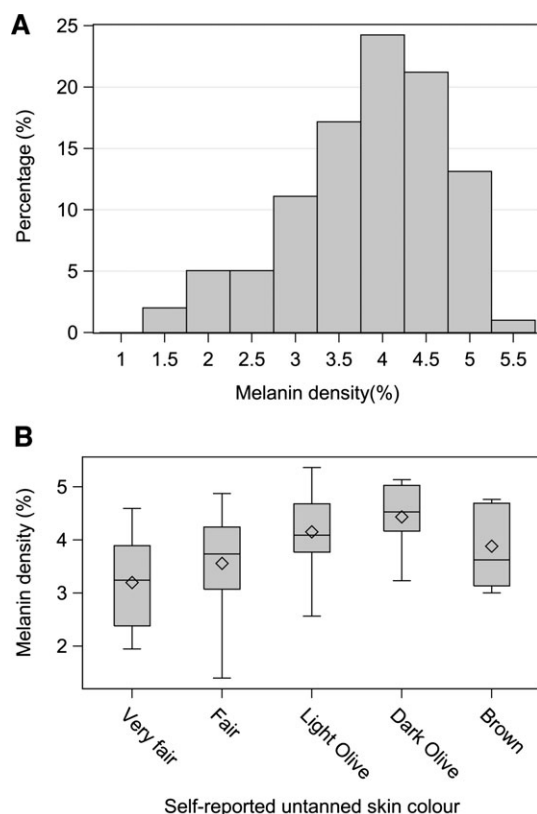 A
25
20
15
10
5
0
Percentage (%)
1 1.5 2 2.5 3 3.5 4 4.5 5 5.5
Melanin density(%)
B
5
4
3
2
Melanin density (%)
Very fair
Fair
Light Olive
Dark Olive
Brown
Self-reported untanned skin colour